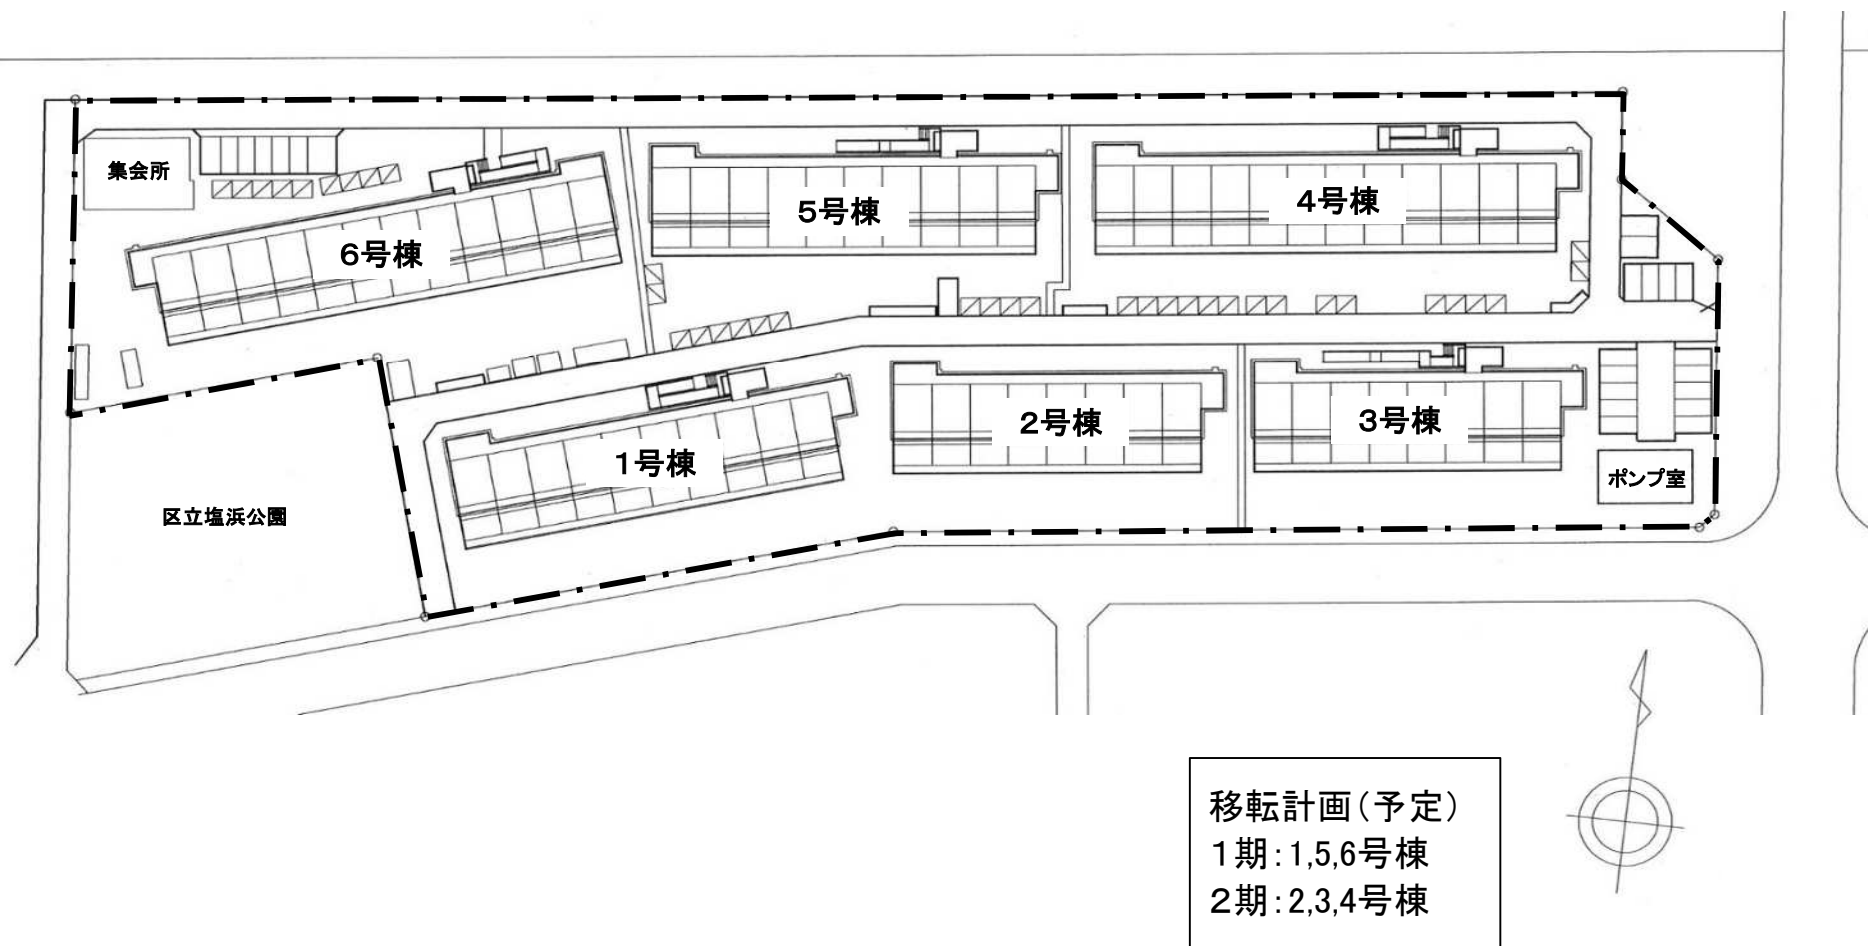 集会所
6号棟
5号棟
4号棟
1号棟
2号棟
3号棟
ポンプ室
区立塩浜公園
移転計画（予定）
1期：1,5,6号棟
2期：2,3,4号棟